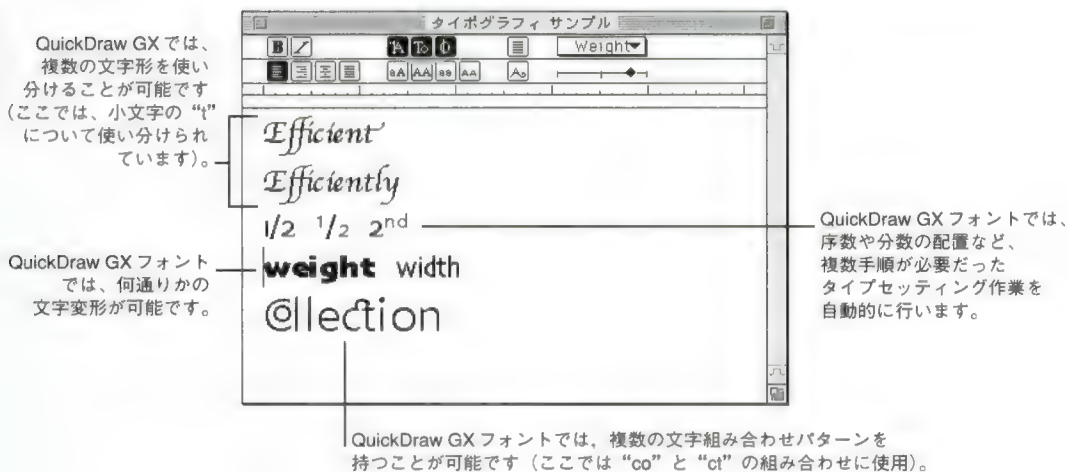 タイポグラフィ サンプル
B I
Weight
QuickDraw GX では、
複数の文字形を使い
分けることが可能です
(ここでは、小文字の“t”
について使い分けられ
ています)。
Efficient
Efficiently
1/2 1/2 2nd
QuickDraw GX フォントでは、
序数や分数の配置など、
複数手順が必要だった
タイプセッティング作業を
自動的に行います。
QuickDraw GX フォント
では、何通りかの
文字変形が可能です。
weight width
collection
QuickDraw GX フォントでは、複数の文字組み合わせパターンを
持つことが可能です(ここでは“co”と“ct”の組み合わせに使用)。